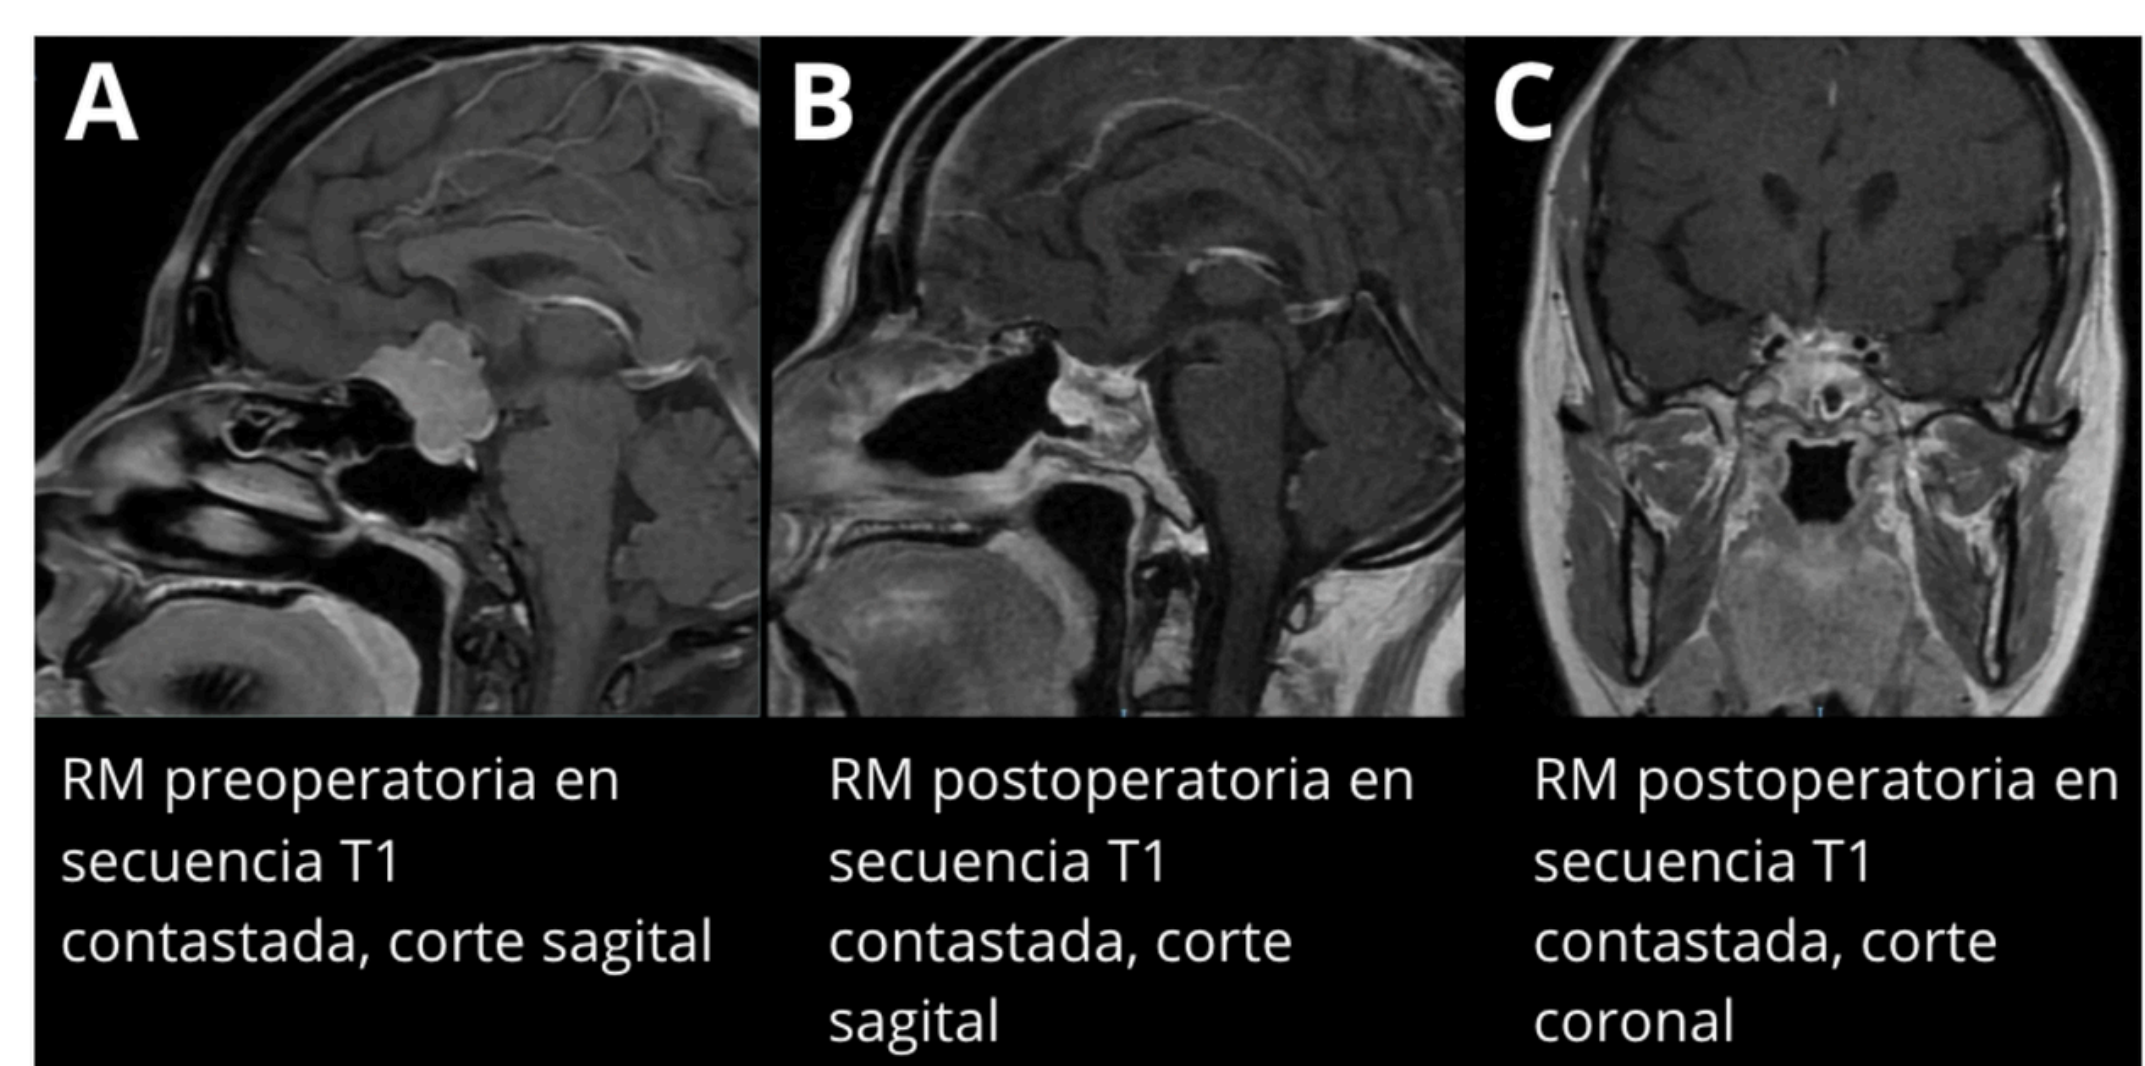 A
B
C
RM preoperatoria en
secuencia T1
contastada, corte sagital
RM postoperatoria en
secuencia T1
contastada, corte
sagital
RM postoperatoria en
secuencia T1
contastada, corte
coronal